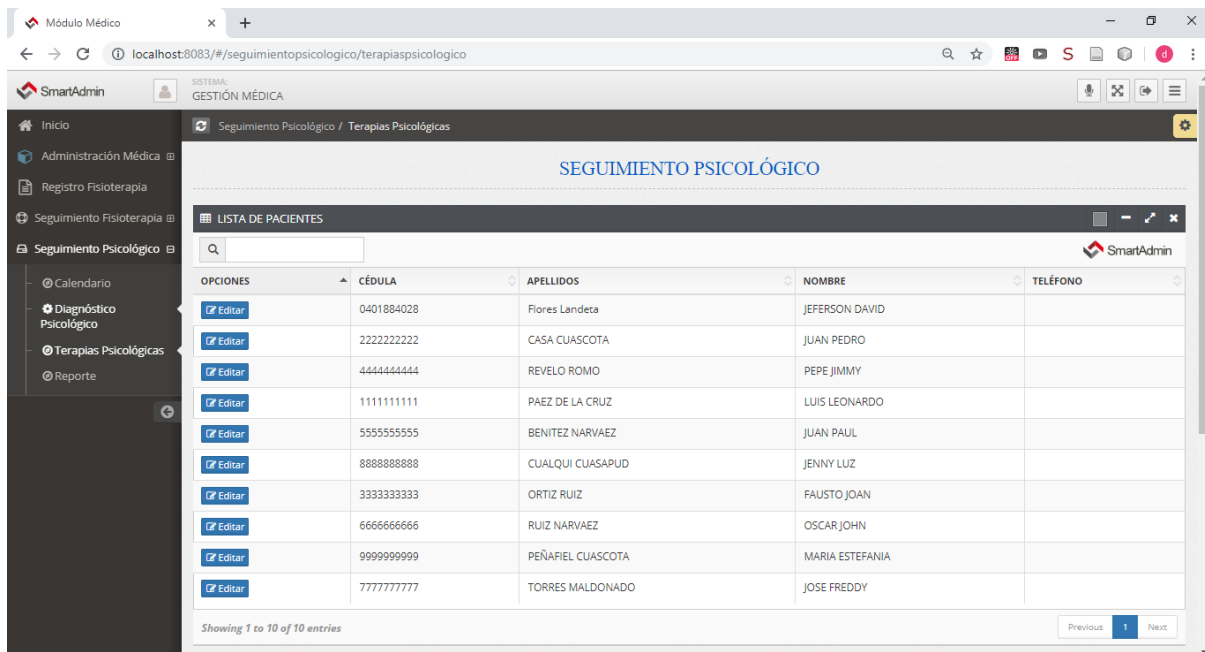 Módulo Médico
localhost:8083/#/seguimientopsicologico/terapiaspsicologico
OFF
S
d
SmartAdmin
SISTEMA:
GESTIÓN MÉDICA
Inicio
Administración Médica
Registro Fisioterapia
Seguimiento Fisioterapia
Seguimiento Psicológico
Calendario
Diagnóstico
Psicológico
Terapias Psicológicas
Reporte
Seguimiento Psicológico / Terapias Psicológicas
SEGUIMIENTO PSICOLÓGICO
LISTA DE PACIENTES
SmartAdmin
OPCIONES CÉDULA APELLIDOS NOMBRE TELÉFONO
Editar 0401884028 Flores Landeta JEFERSON DAVID
Editar 2222222222 CASA CUASCOTA JUAN PEDRO
Editar 4444444444 REVELO ROMO PEPE JIMMY
Editar 1111111111 PAEZ DE LA CRUZ LUIS LEONARDO
Editar 5555555555 BENITEZ NARVAEZ JUAN PAUL
Editar 8888888888 CUALQUI CUASAPUD JENNY LUZ
Editar 3333333333 ORTIZ RUIZ FAUSTO JOAN
Editar 6666666666 RUIZ NARVAEZ OSCAR JOHN
Editar 9999999999 PEÑAFIEL CUASCOTA MARIA ESTEFANIA
Editar 7777777777 TORRES MALDONADO JOSE FREDDY
Showing 1 to 10 of 10 entries
Previous 1 Next